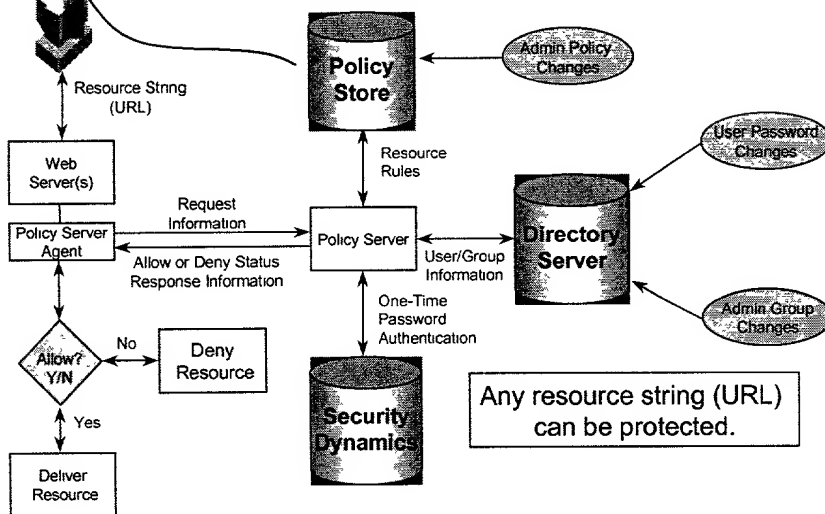 Admin Policy
Changes
Policy
Store
Resource String
(URL)
User Password
Changes
Web
Server(s)
Resource
Rules
Request
Information
Policy Server
Agent
Policy Server
Directory
Server
Allow or Deny Status
Response Information
User/Group
Information
One-Time
Password
Authentication
Admin Group
Changes
Allow?
Y/N
No
Deny
Resource
Any resource string (URL)
can be protected.
Security
Dynamics
Yes
Deliver
Resource